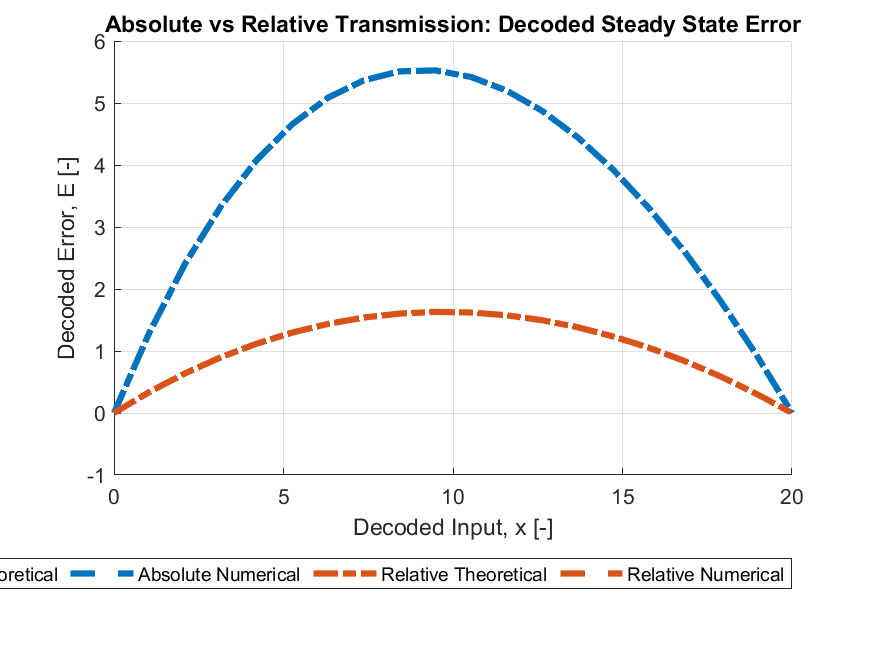 Absolute vs Relative Transmission: Decoded Steady State Error
6
5
4
3
2
1
0
-1
Decoded Error, E [-]
0 5 10 15 20
Decoded Input, x [-]
oretical Absolute Numerical Relative Theoretical Relative Numerical